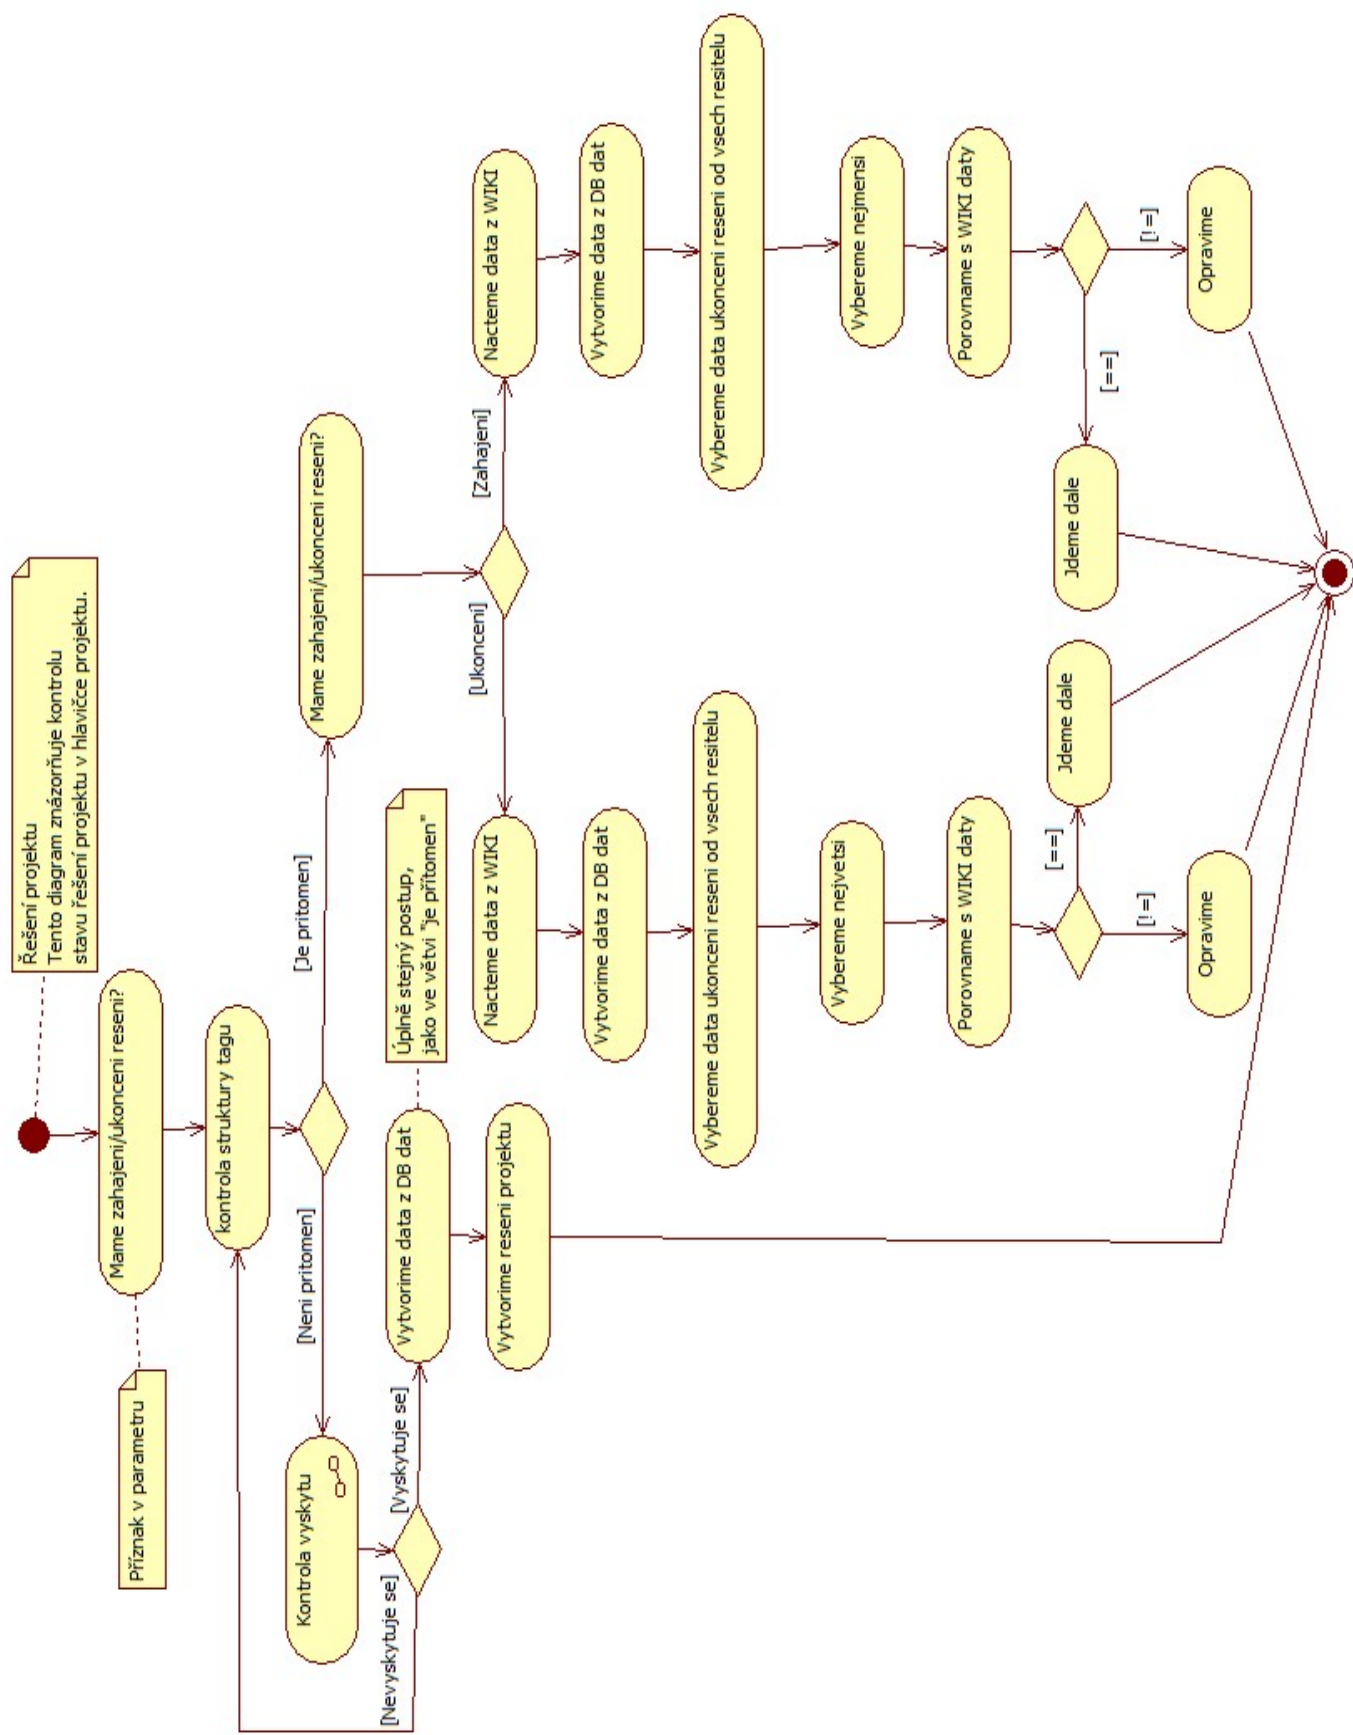 Řešení projektu
Tento diagram znázorňuje kontrolu
stavu řešení projektu v hlavičce projektu.
Mame zahajeni/ukonceni reseni?
Příznak v parametru
kontrola struktury tagu
[Neni pritomen]
[Je pritomen]
Kontrola vyskytu
Mame zahajeni/ukonceni reseni?
[Nevyskytuje se]
[Vyskytuje se]
Vytvorime data z DB dat
Úplně stejný postup,
jako ve větvi "je přítomen"
Vytvorime reseni projektu
[Ukonceni]
[Zahajeni]
Nacteme data z WIKI
Vytvorime data z DB dat
Vybereme data ukonceni reseni od vsech resitelu
Vybereme nejvetsi
Porovname s WIKI daty
[==]
Jdeme dale
[!=]
Opravime
Nacteme data z WIKI
Vytvorime data z DB dat
Vybereme data ukonceni reseni od vsech resitelu
Vybereme nejmensi
Porovname s WIKI daty
[==]
Jdeme dale
[!=]
Opravime